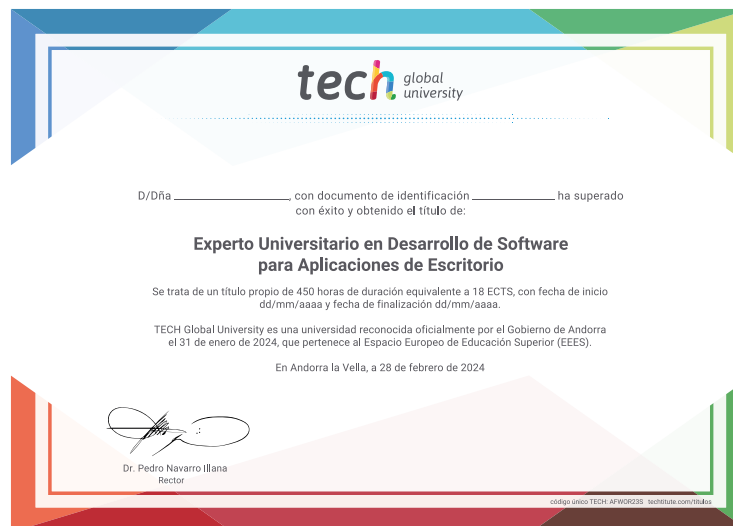 tech global university
D/Dña ____________, con documento de identificación ____________ ha superado
con éxito y obtenido el título de:
Experto Universitario en Desarrollo de Software
para Aplicaciones de Escritorio
Se trata de un título propio de 450 horas de duración equivalente a 18 ECTS, con fecha de inicio
dd/mm/aaaa y fecha de finalización dd/mm/aaaa.
TECH Global University es una universidad reconocida oficialmente por el Gobierno de Andorra
el 31 de enero de 2024, que pertenece al Espacio Europeo de Educación Superior (EEES).
En Andorra la Vella, a 28 de febrero de 2024
Dr. Pedro Navarro Illana
Rector
código único TECH: AFWOR23S techtitute.com/titulos